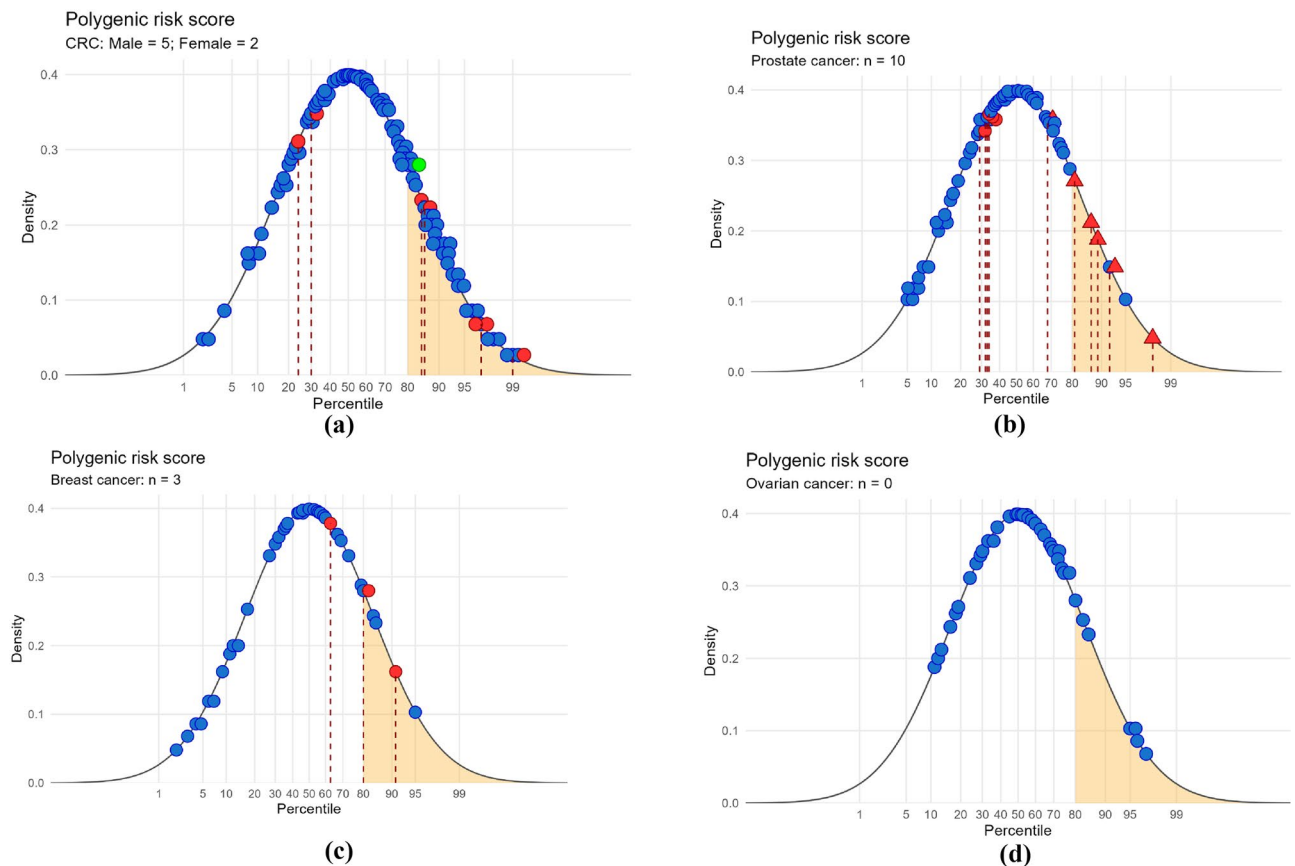 Polygenic risk score
CRC: Male = 5; Female = 2
Density
0.4
0.3
0.2
0.1
0.0
1 5 10 20 30 40 50 60 70 80 90 95 99
Percentile
(a)
Polygenic risk score
Prostate cancer: n = 10
Density
0.4
0.3
0.2
0.1
0.0
1 5 10 20 30 40 50 60 70 80 90 95 99
Percentile
(b)
Polygenic risk score
Breast cancer: n = 3
Density
0.4
0.3
0.2
0.1
0.0
1 5 10 20 30 40 50 60 70 80 90 95 99
Percentile
(c)
Polygenic risk score
Ovarian cancer: n = 0
Density
0.4
0.3
0.2
0.1
0.0
1 5 10 20 30 40 50 60 70 80 90 95 99
Percentile
(d)